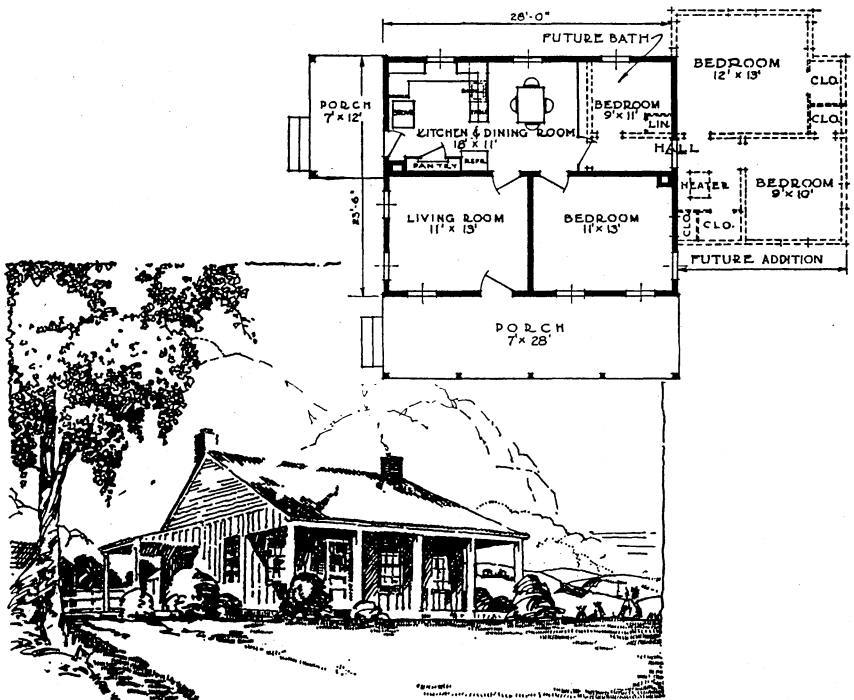 28'-0"
FUTURE BATH
BEDROOM
12' X 13'
CLO.
CLO.
PORCH
7' X 12'
BEDROOM
9' X 11'
LIN.
KITCHEN & DINING ROOM
18' X 11'
HALL
PANTRY
REFR.
HEATER
BEDROOM
9' X 10'
23'-6"
LIVING ROOM
11' X 13'
BEDROOM
11' X 13'
CLO.
CLO.
FUTURE ADDITION
PORCH
7' X 28'